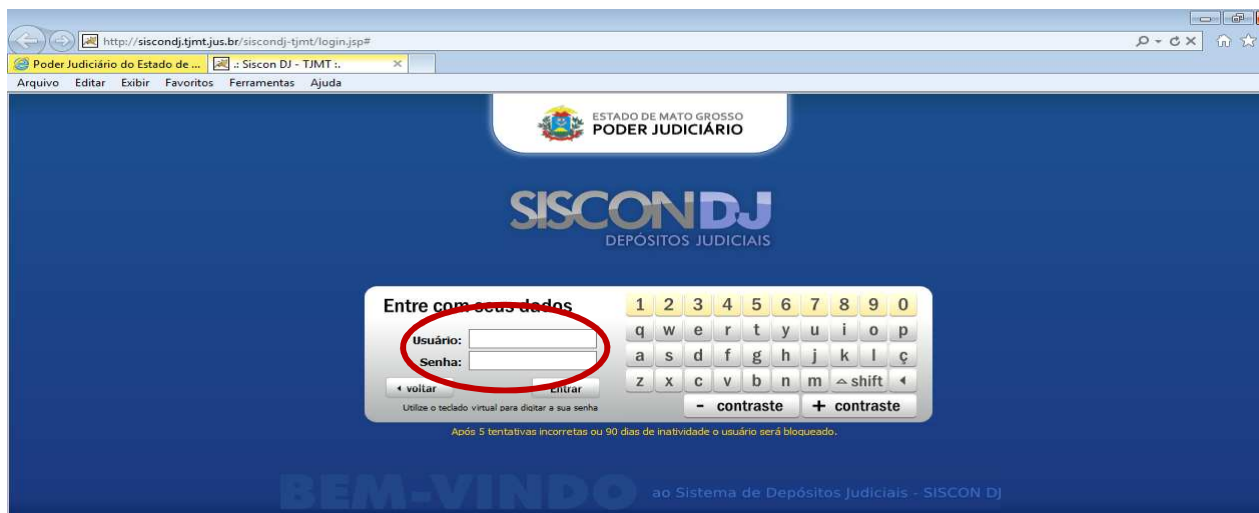 http://siscondj.tjmt.jus.br/siscondj-tjmt/login.jsp#
Poder Judiciário do Estado de ... .: Siscon DJ - TJMT :.
Arquivo Editar Exibir Favoritos Ferramentas Ajuda
ESTADO DE MATO GROSSO
PODER JUDICIÁRIO
SISCONDJ
DEPÓSITOS JUDICIAIS
Entre com seus dados
Usuário:
Senha:
voltar Entrar
Utilize o teclado virtual para digitar a sua senha
1 2 3 4 5 6 7 8 9 0
q w e r t y u i o p
a s d f g h j k l ç
z x c v b n m shift
- contraste + contraste
Após 5 tentativas incorretas ou 90 dias de inatividade o usuário será bloqueado.
BEM-VINDO ao Sistema de Depósitos Judiciais - SISCON DJ